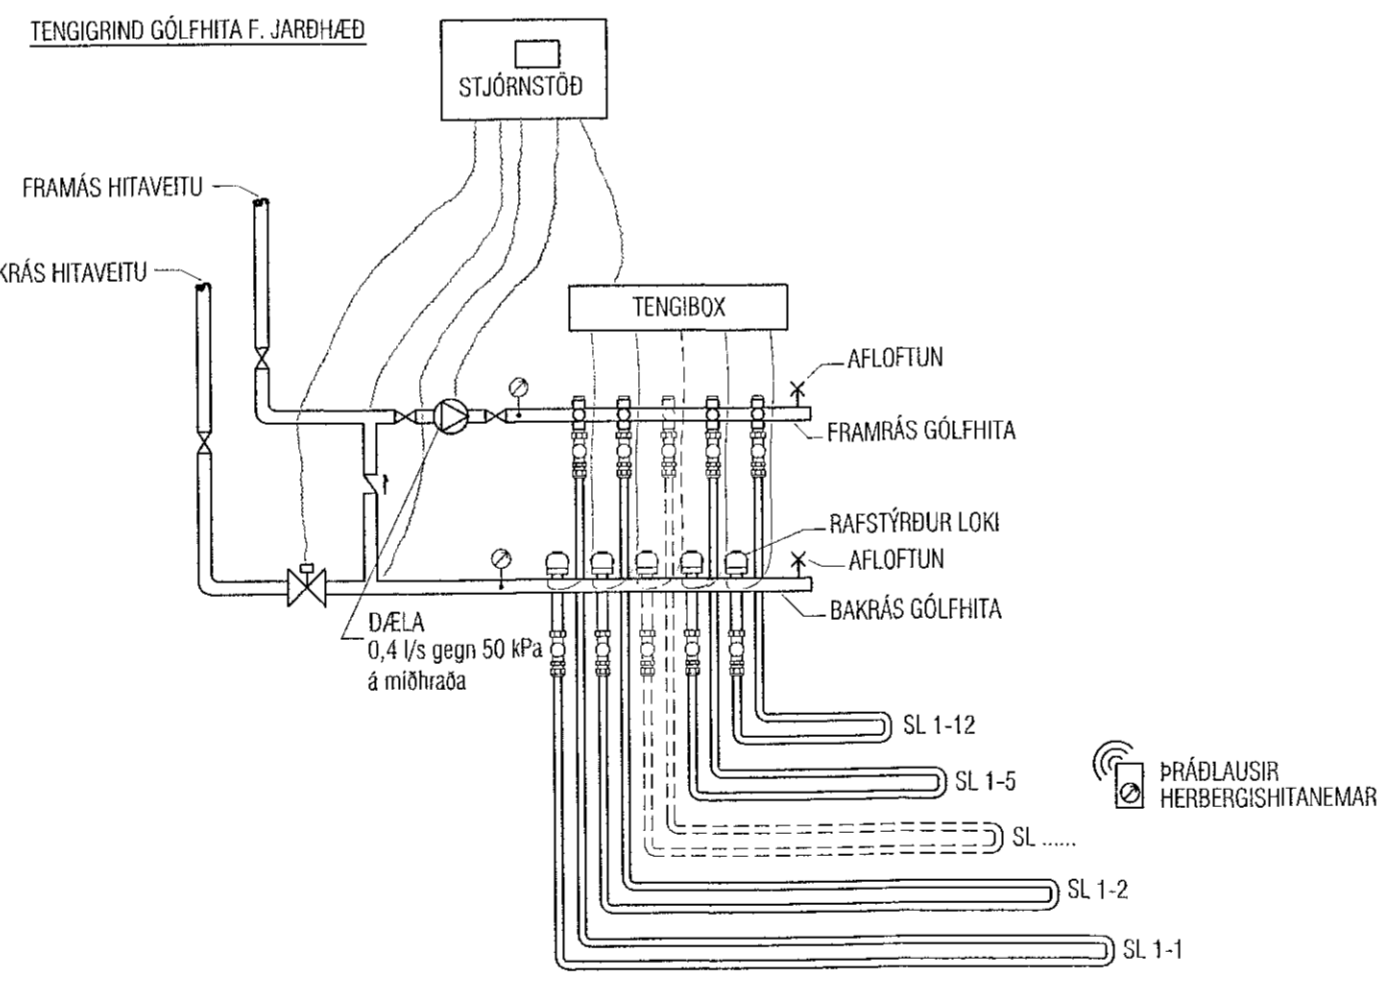 TENGIGRIND GÓLFHITA F. JARÐHÆÐ
STJÓRNSTÖÐ
FRAMÁS HITAVEITU
KRÁS HITAVEITU
TENGIBOX
AFLOFTUN
FRAMRÁS GÓLFHITA
RAFSTÝRÐUR LOKI
AFLOFTUN
BAKRÁS GÓLFHITA
DÆLA
0,4 l/s gegn 50 kPa
á miðhraða
SL 1-12
SL 1-5
ÞRÁÐLAUSIR
HERBERGISHITANEMAR
SL ......
SL 1-2
SL 1-1